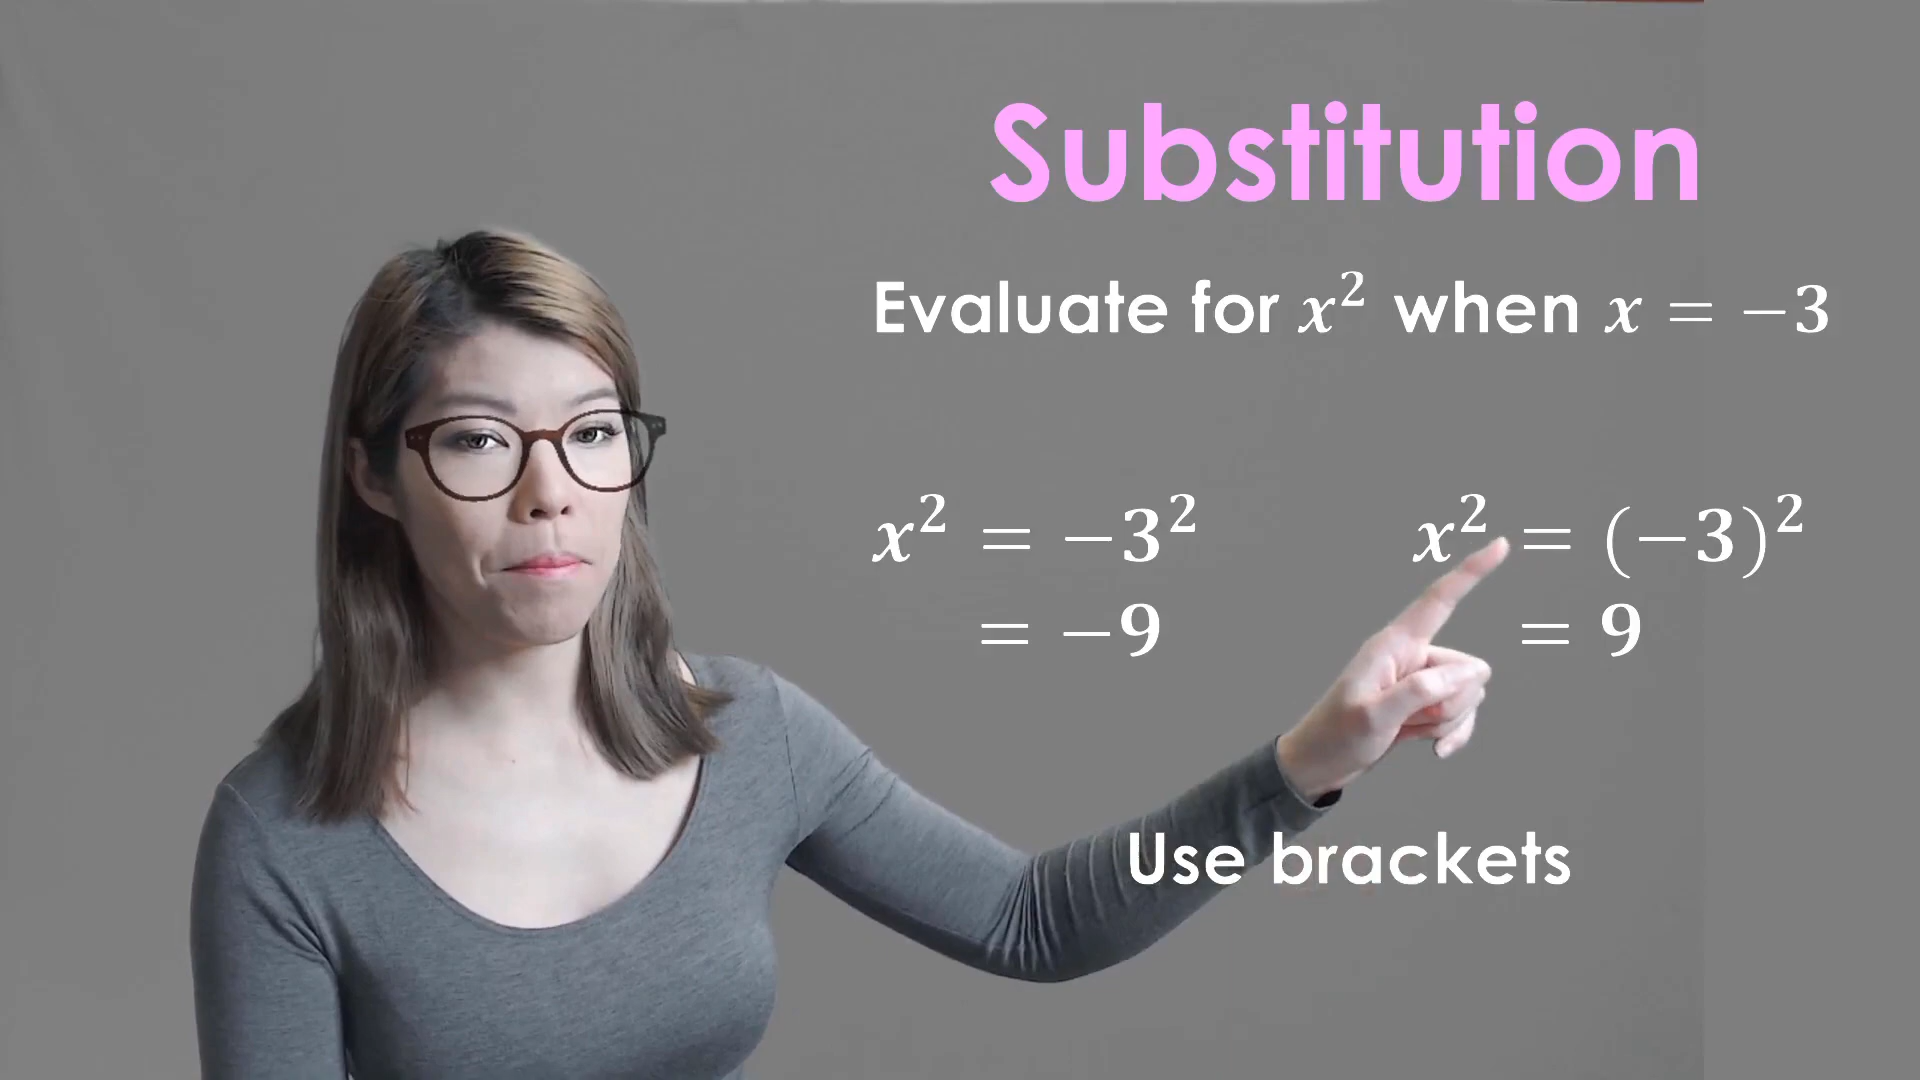 Substitution
Evaluate for x² when x = −3
x² = −3²
= −9
x² = (−3)²
= 9
Use brackets